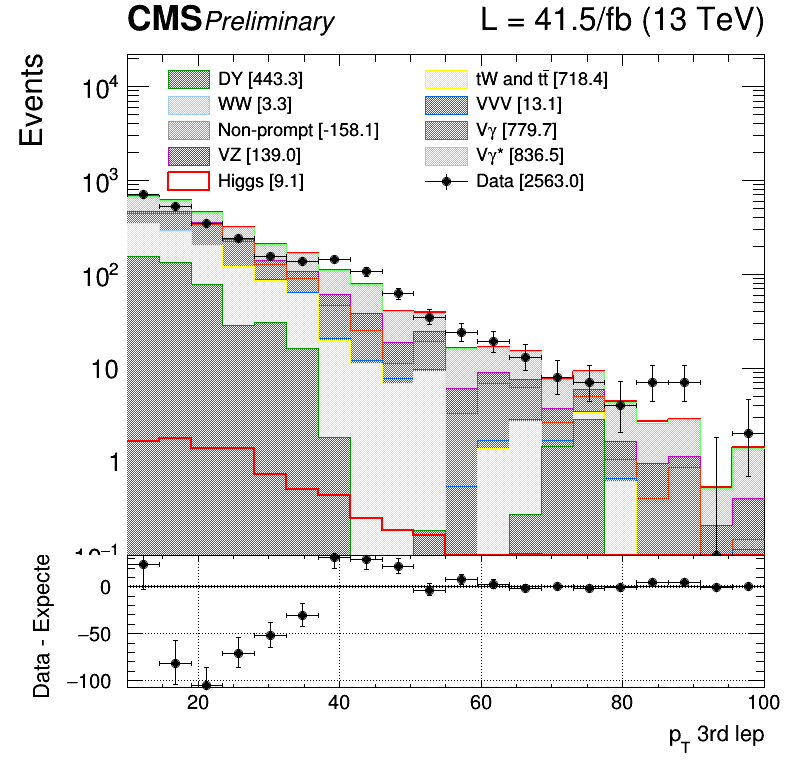 CMS Preliminary L = 41.5/fb (13 TeV)
Events
DY [443.3]
WW [3.3]
Non-prompt [-158.1]
VZ [139.0]
Higgs [9.1]
tW and tt̄ [718.4]
VVV [13.1]
Vγ [779.7]
Vγ* [836.5]
Data [2563.0]
10⁴
10³
10²
10
1
10⁻¹
Data - Expecte
0
−50
−100
20 40 60 80 100
p_T 3rd lep